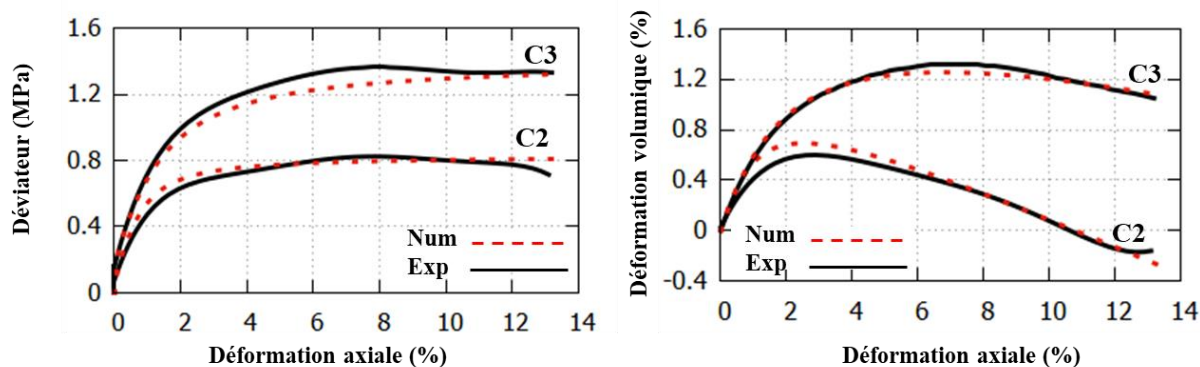 Déviateur (MPa)
1.6
1.2
0.8
0.4
0
C3
C2
Num
Exp
0 2 4 6 8 10 12 14
Déformation axiale (%)
Déformation volumique (%)
1.6
1.2
0.8
0.4
0
-0.4
C3
C2
Num
Exp
0 2 4 6 8 10 12 14
Déformation axiale (%)